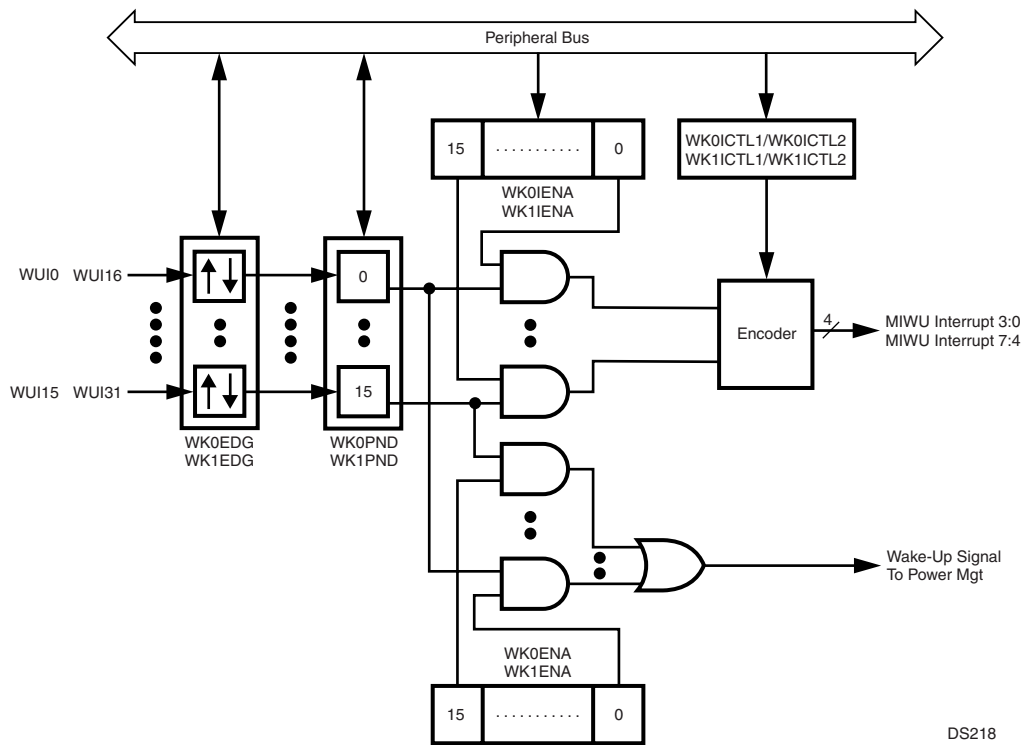 Peripheral Bus
15 ........... 0
WK0ICTL1/WK0ICTL2
WK1ICTL1/WK1ICTL2
WK0IENA
WK1IENA
WUI0 WUI16
0
4
Encoder
MIWU Interrupt 3:0
MIWU Interrupt 7:4
WUI15 WUI31
15
WK0EDG
WK1EDG
WK0PND
WK1PND
Wake-Up Signal
To Power Mgt
WK0ENA
WK1ENA
15 ........... 0
DS218